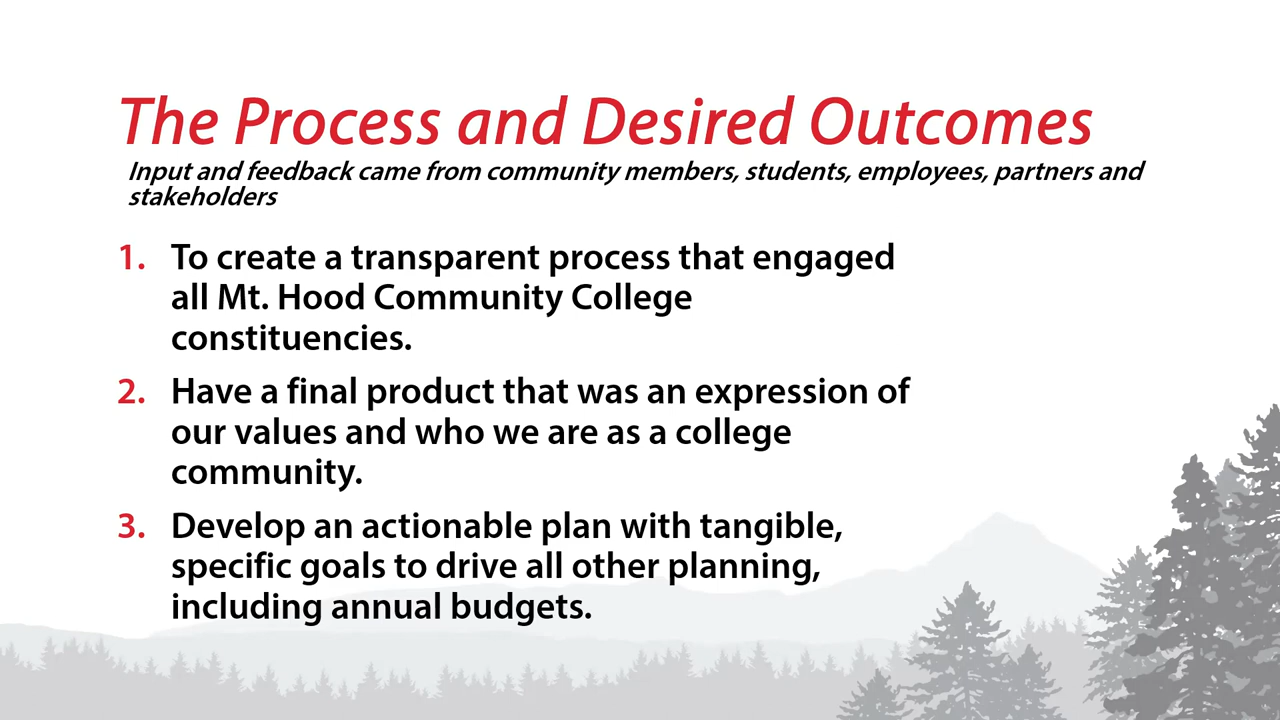 The Process and Desired Outcomes
Input and feedback came from community members, students, employees, partners and
stakeholders
1. To create a transparent process that engaged
all Mt. Hood Community College
constituencies.
2. Have a final product that was an expression of
our values and who we are as a college
community.
3. Develop an actionable plan with tangible,
specific goals to drive all other planning,
including annual budgets.